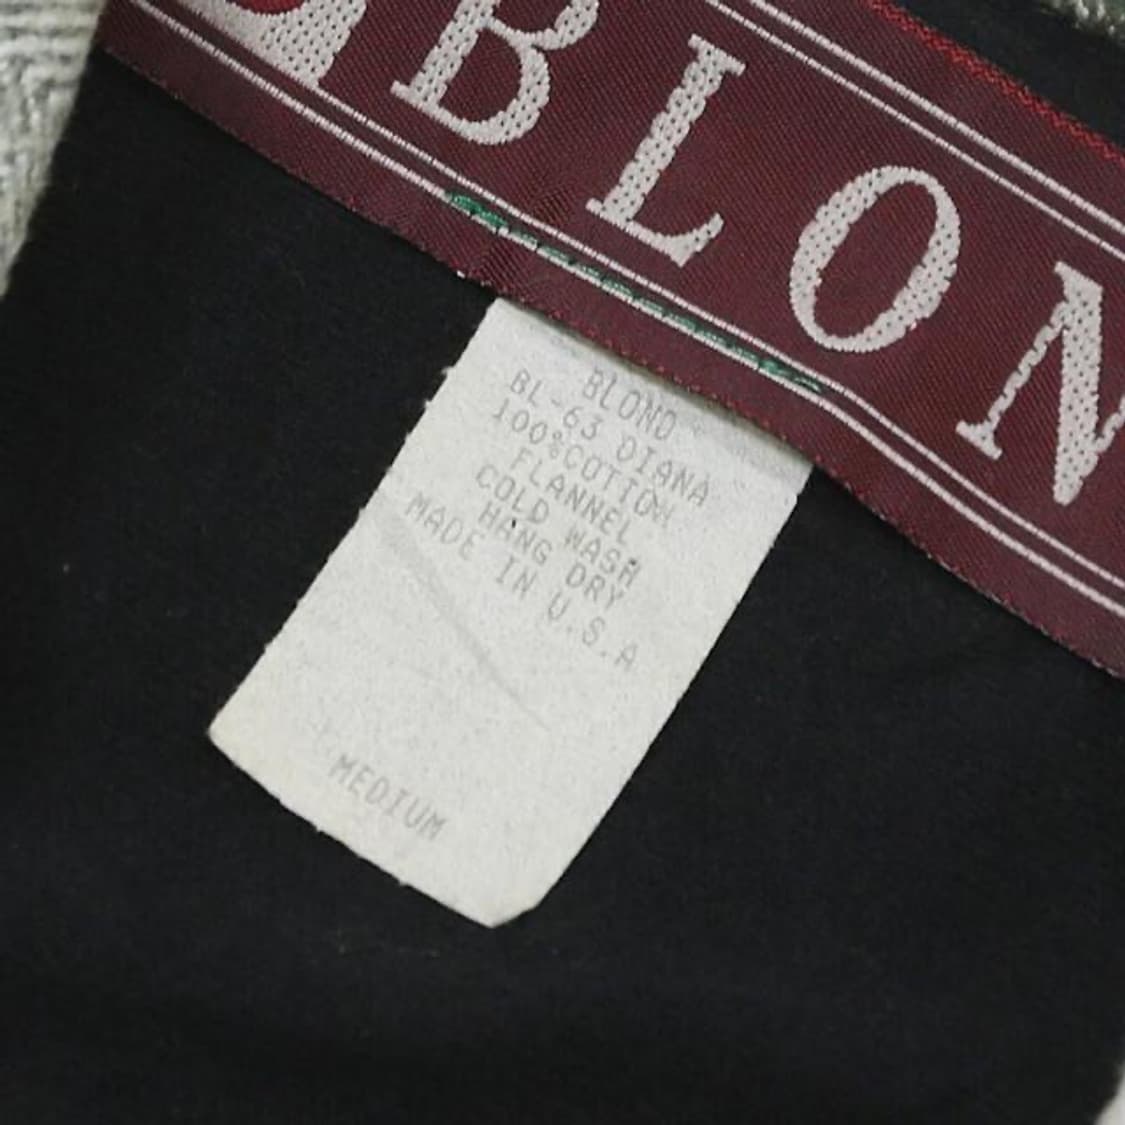 BLON
BLOND
BL-63 DIANA
100%COTTON
FLANNEL
COLD WASH
HANG DRY
MADE IN U.S.A
MEDIUM